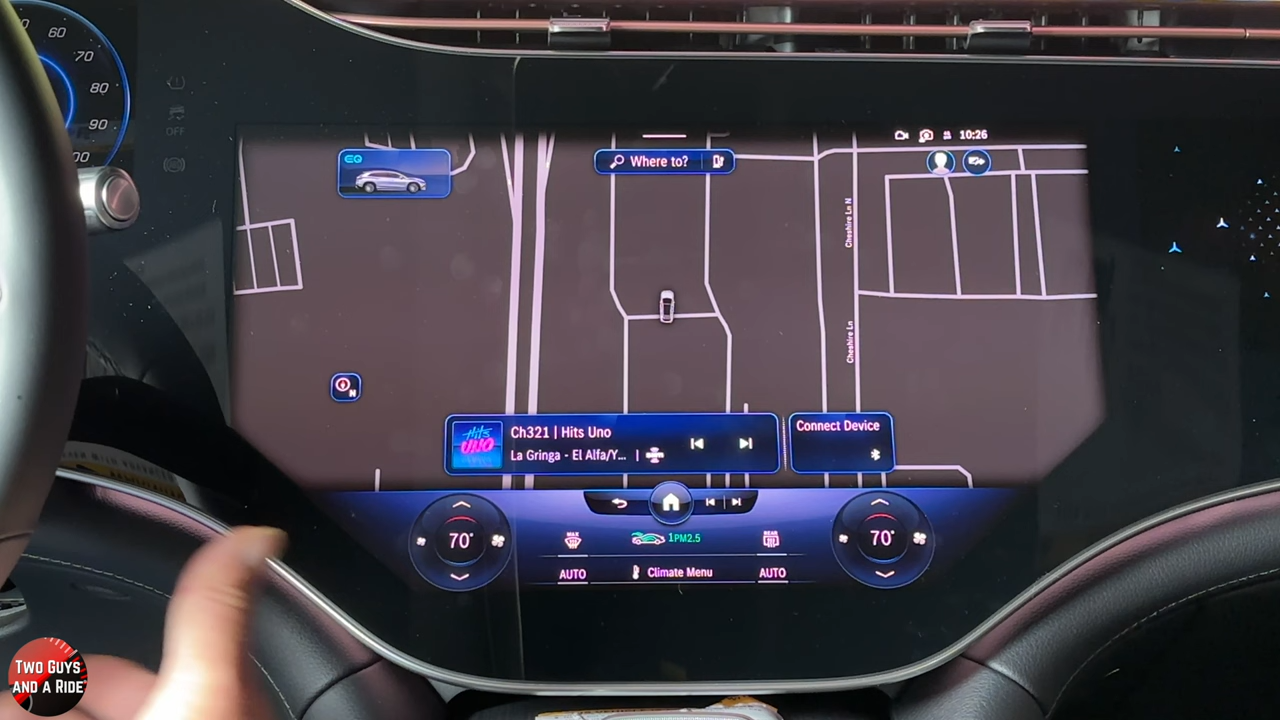 60
70
80
90
OFF
10:26
EQ
Where to?
Cheshire Ln N
Cheshire Ln
N
Hits
UNO
Ch321 | Hits Uno
La Gringa - El Alfa/Y... |
Connect Device
70°
MAX
1PM2.5
REAR
70°
AUTO
Climate Menu
AUTO
TWO GUYS
AND A RIDE